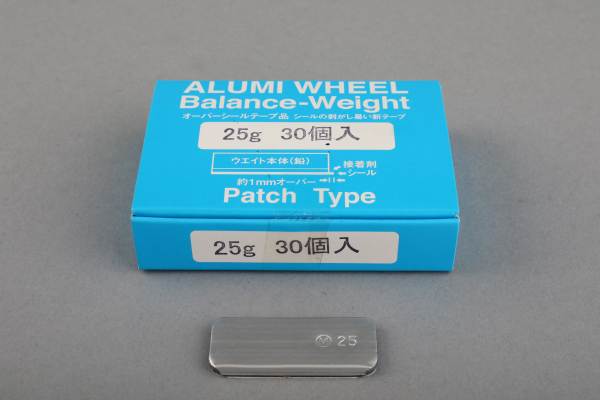 ALUMI WHEEL
Balance-Weight
オーバーシールテープ品 シールの剥がし易い新テープ
25g 30個入
ウエイト本体(鉛)
接着剤
シール
約1mmオーバー
Patch Type
25g 30個入
25